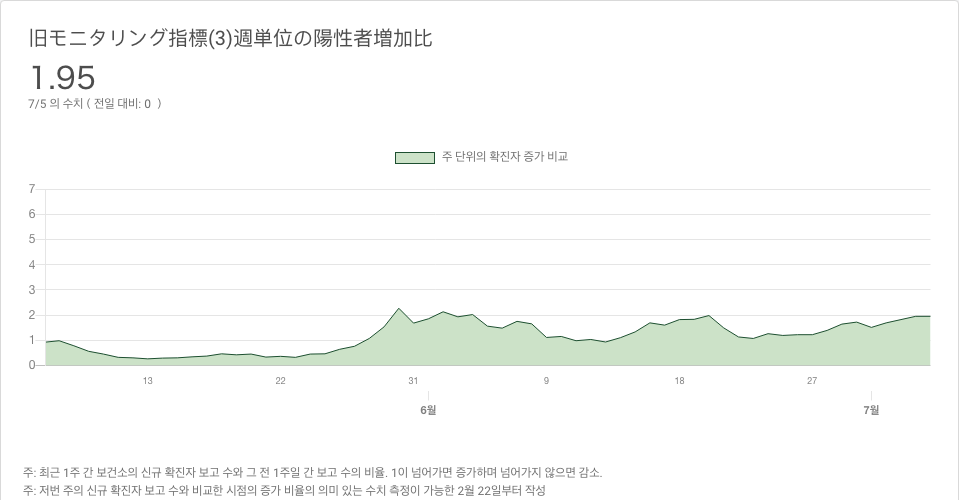 旧モニタリング指標(3)週単位の陽性者増加比
1.95
7/5 의 수치 ( 전일 대비: 0 )
주 단위의 확진자 증가 비교
7
6
5
4
3
2
1
0
13 22 31 9 18 27
6월 7월
주: 최근 1주 간 보건소의 신규 확진자 보고 수와 그 전 1주일 간 보고 수의 비율. 1이 넘어가면 증가하며 넘어가지 않으면 감소.
주: 저번 주의 신규 확진자 보고 수와 비교한 시점의 증가 비율의 의미 있는 수치 측정이 가능한 2월 22일부터 작성